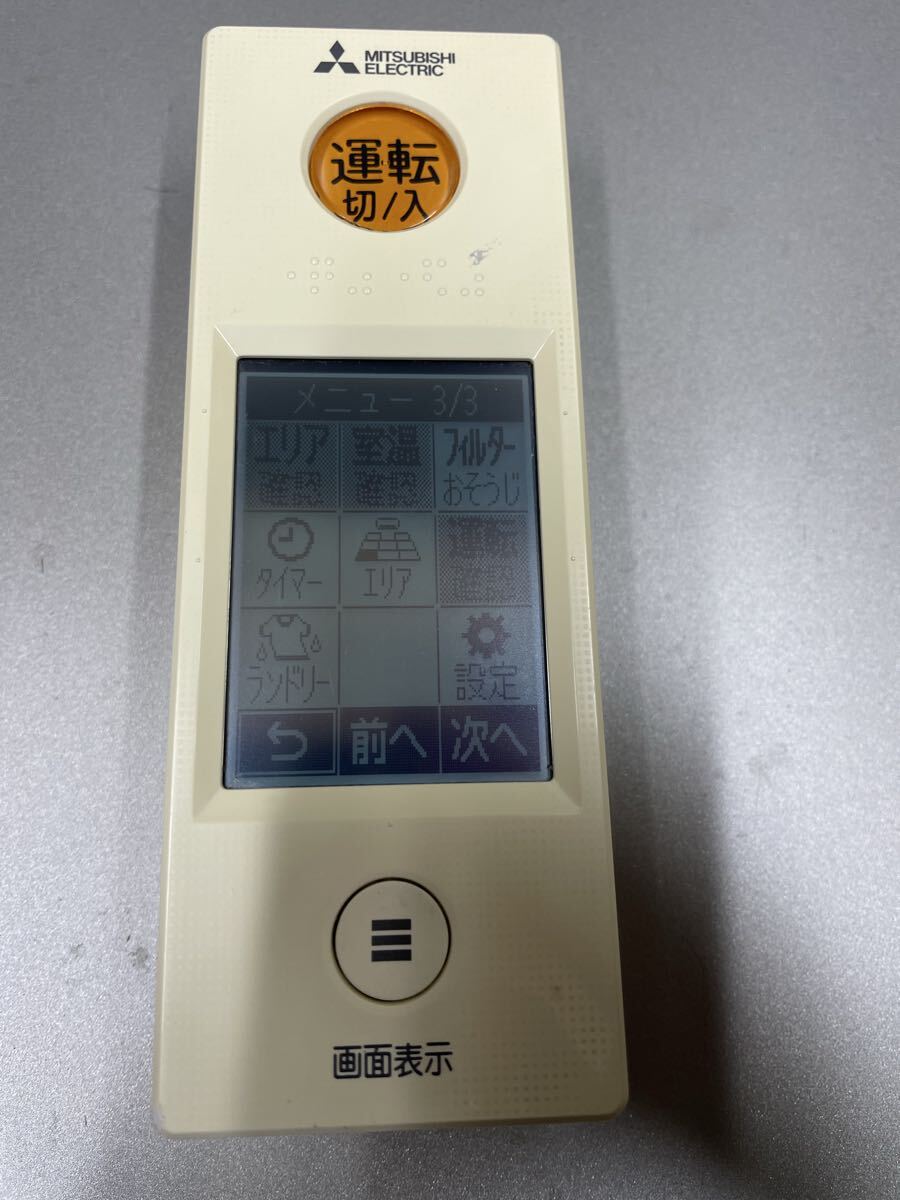 MITSUBISHI
ELECTRIC
運転
切/入
メニュー 3/3
エリア
確認
室温
確認
フィルター
おそうじ
タイマー
エリア
運転
ランドリー
設定
前へ
次へ
画面表示